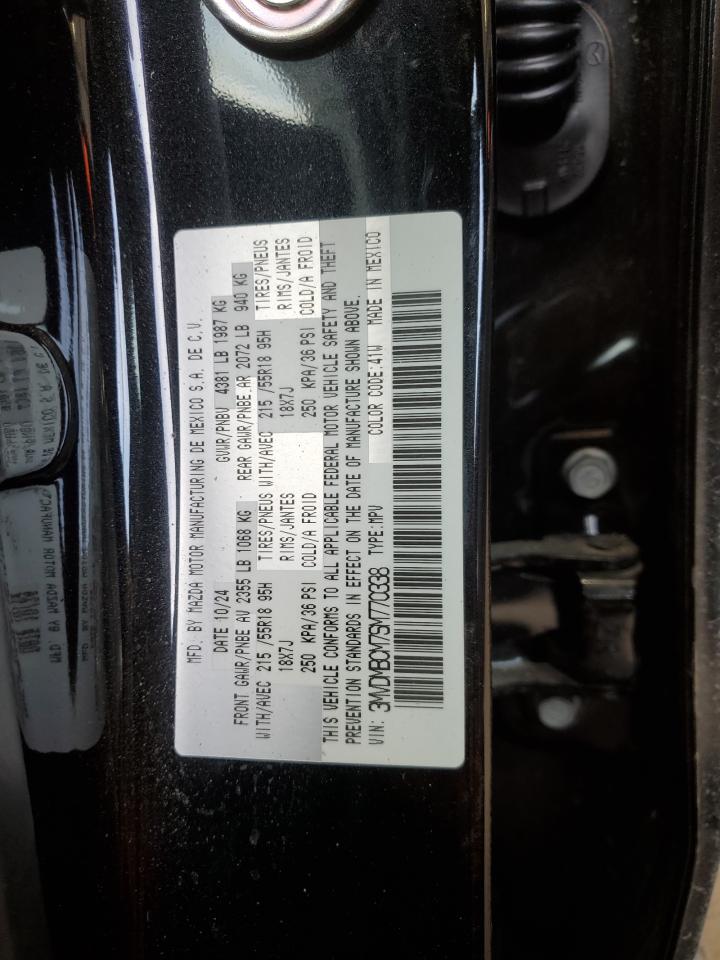 MFD. BY MAZDA MOTOR MANUFACTURING DE MEXICO S.A. DE C.V.
DATE 10/24 GVWR/PNBV 4381 LB 1987 KG
FRONT GAWR/PNBE AV 2355 LB 1068 KG REAR GAWR/PNBE AR 2072 LB 940 KG
WITH/AVEC 215 /55R18 95H TIRES/PNEUS WITH/AVEC 215 /55R18 95H TIRES/PNEUS
18X7J RIMS/JANTES 18X7J RIMS/JANTES
250 KPA/36 PSI COLD/A FROID 250 KPA/36 PSI COLD/A FROID
THIS VEHICLE CONFORMS TO ALL APPLICABLE FEDERAL MOTOR VEHICLE SAFETY AND THEFT
PREVENTION STANDARDS IN EFFECT ON THE DATE OF MANUFACTURE SHOWN ABOVE.
VIN: 3MVDMBCM7SM770338 TYPE:MPV COLOR CODE:41W MADE IN MEXICO